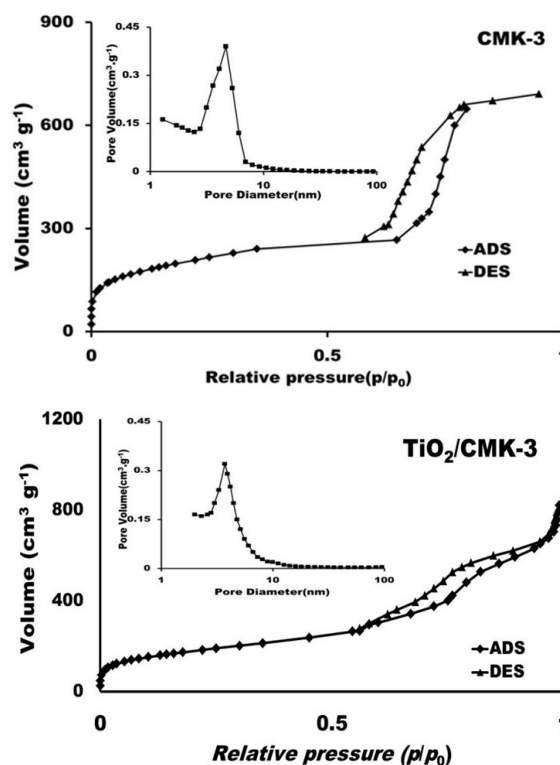 CMK-3
900
600
300
0
Volume (cm³ g⁻¹)
0.45
0.3
0.15
0
Pore Volume(cm³.g⁻¹)
1 10 100
Pore Diameter(nm)
ADS
DES
0 0.5 1
Relative pressure(p/p₀)
TiO₂/CMK-3
1200
800
400
0
Volume (cm³ g⁻¹)
0.45
0.3
0.15
0
Pore Volume(cm³.g⁻¹)
1 10 100
Pore Diameter(nm)
ADS
DES
0 0.5 1
Relative pressure (p/p₀)